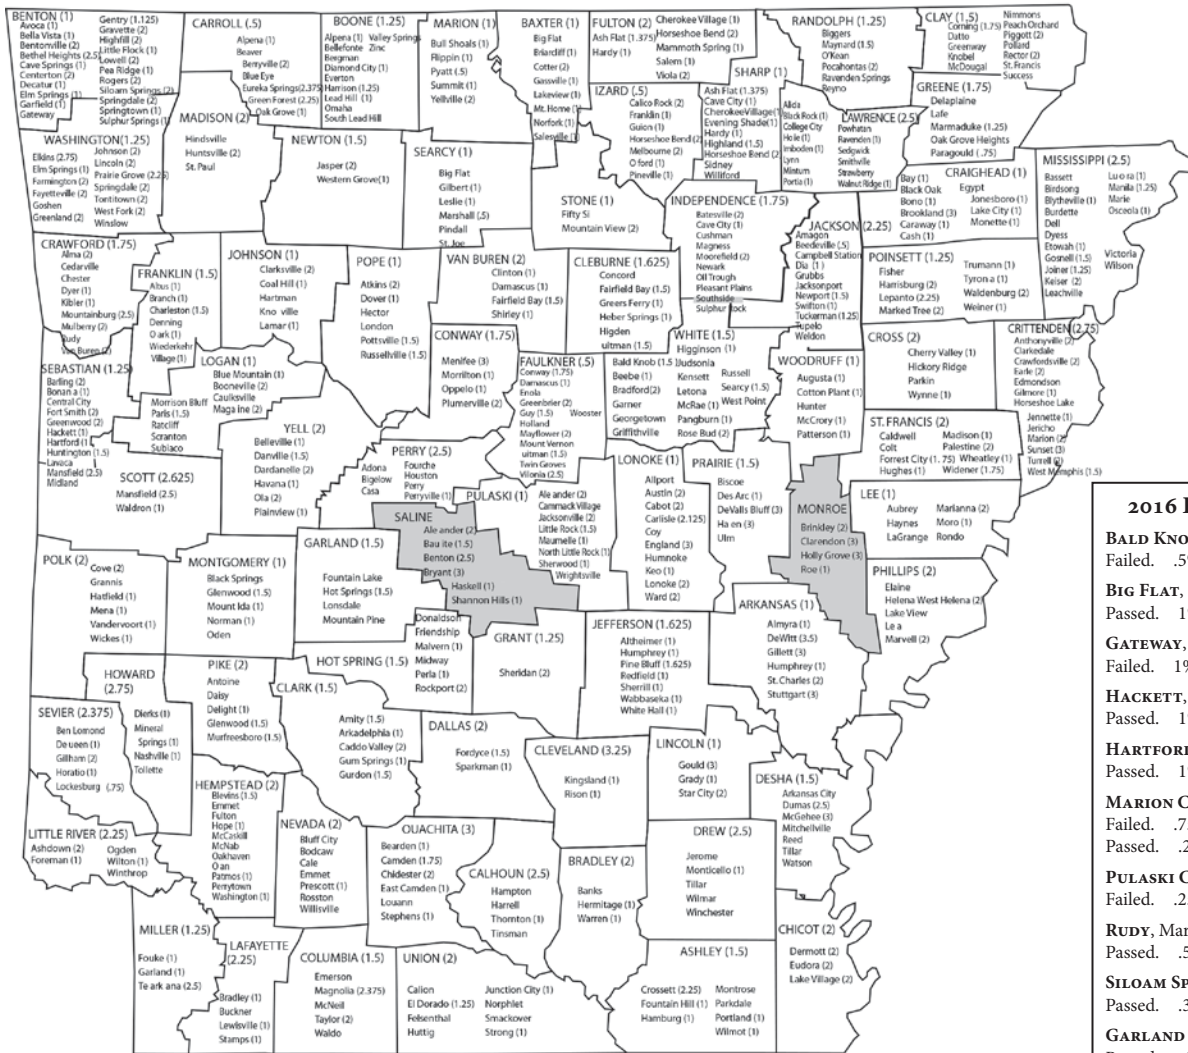 BENTON (1)
Avoca (1)
Bella Vista (1)
Bentonville (2)
Bethel Heights (2.5)
Cave Springs (1)
Centerton (2)
Decatur (1)
Elm Springs (1)
Garfield (1)
Gateway
Gentry (1.125)
Gravette (2)
Highfill (2)
Little Flock (1)
Lowell (2)
Pea Ridge (1)
Rogers (2)
Siloam Springs (2)
Springdale (2)
Springtown (1)
Sulphur Springs (1)
CARROLL (.5)
Alpena (1)
Beaver
Berryville (2)
Blue Eye
Eureka Springs(2.375)
Green Forest (2.25)
Oak Grove (1)
BOONE (1.25)
Alpena (1) Valley Springs
Bellefonte Zinc
Bergman
Diamond City (1)
Everton
Harrison (1.25)
Lead Hill (1)
Omaha
South Lead Hill
MARION (1)
Bull Shoals (1)
Flippin (1)
Pyatt (.5)
Summit (1)
Yellville (2)
BAXTER (1)
Big Flat
Briarcliff (1)
Cotter (2)
Gassville (1)
Lakeview (1)
Mt. Home (1)
Norfork (1)
Salesville (1)
FULTON (2)
Ash Flat (1.375)
Hardy (1)
Cherokee Village (1)
Horseshoe Bend (2)
Mammoth Spring (1)
Salem (1)
Viola (2)
RANDOLPH (1.25)
Biggers
Maynard (1.5)
O'Kean
Pocahontas (2)
Ravenden Springs
Reyno
CLAY (1.5)
Corning (1.75)
Datto
Greenway
Knobel
McDougal
Nimmons
Peach Orchard
Piggott (2)
Pollard
Rector (2)
St. Francis
Success
WASHINGTON(1.25)
Elkins (2.75)
Elm Springs (1)
Farmington (2)
Fayetteville (2)
Goshen
Greenland (2)
Johnson (2)
Lincoln (2)
Prairie Grove (2.25)
Springdale (2)
Tontitown (2)
West Fork (2)
Winslow
MADISON (2)
Hindsville
Huntsville (2)
St. Paul
NEWTON (1.5)
Jasper (2)
Western Grove(1)
SEARCY (1)
Big Flat
Gilbert (1)
Leslie (1)
Marshall (.5)
Pindall
St. Joe
IZARD (.5)
Calico Rock (2)
Franklin (1)
Guion (1)
Horseshoe Bend (2)
Melbourne (2)
O ford (1)
Pineville (1)
SHARP (1)
Ash Flat (1.375)
Cave City (1)
CherokeeVillage(1)
Evening Shade(1)
Hardy (1)
Highland (1.5)
Horseshoe Bend (2)
Sidney
Williford
LAWRENCE (2.5)
Alida
Black Rock (1)
College City
Hoxie (1)
Imboden (1)
Lynn
Minturn
Portia (1)
Powhatan
Ravenden (1)
Sedgwick
Smithville
Strawberry
Walnut Ridge (1)
GREENE (1.75)
Delaplaine
Lafe
Marmaduke (1.25)
Oak Grove Heights
Paragould (.75)
STONE (1)
Fifty Si
Mountain View (2)
INDEPENDENCE (1.75)
Batesville (2)
Cave City (1)
Cushman
Magness
Moorefield (2)
Newark
Oil Trough
Pleasant Plains
Southside
Sulphur Rock
JACKSON (2.25)
Amagon
Beedeville (.5)
Campbell Station
Dia (1 )
Grubbs
Jacksonport
Newport (1.5)
Swifton (1)
Tuckerman (1.25)
Tupelo
Weldon
CRAIGHEAD (1)
Bay (1)
Black Oak
Bono (1)
Brookland (3)
Caraway (1)
Cash (1)
Egypt
Jonesboro (1)
Lake City (1)
Monette (1)
MISSISSIPPI (2.5)
Bassett
Birdsong
Blytheville (1)
Burdette
Dell
Dyess
Etowah (1)
Gosnell (1.5)
Joiner (1.25)
Keiser (2)
Leachville
Lu o ra (1)
Manila (1.25)
Marie
Osceola (1)
Victoria
Wilson
CRAWFORD (1.75)
Alma (2)
Cedarville
Chester
Dyer (1)
Kibler (1)
Mountainburg (2.5)
Mulberry (2)
Rudy
Van Buren (2)
FRANKLIN (1.5)
Altus (1)
Branch (1)
Charleston (1.5)
Denning
O ark (1)
Wiederkehr
Village (1)
JOHNSON (1)
Clarksville (2)
Coal Hill (1)
Hartman
Kno ville
Lamar (1)
POPE (1)
Atkins (2)
Dover (1)
Hector
London
Pottsville (1.5)
Russellville (1.5)
VAN BUREN (2)
Clinton (1)
Damascus (1)
Fairfield Bay (1.5)
Shirley (1)
CLEBURNE (1.625)
Concord
Fairfield Bay (1.5)
Greers Ferry (1)
Heber Springs (1)
Higden
uitman (1.5)
POINSETT (1.25)
Fisher
Harrisburg (2)
Lepanto (2.25)
Marked Tree (2)
Trumann (1)
Tyron a (1)
Waldenburg (2)
Weiner (1)
CONWAY (1.75)
Menifee (3)
Morrilton (1)
Oppelo (1)
Plumerville (2)
FAULKNER (.5)
Conway (1.75)
Damascus (1)
Enola
Greenbrier (2)
Guy (1.5) Wooster
Holland
Mayflower (2)
Mount Vernon
uitman (1.5)
Twin Groves
Vilonia (2.5)
WHITE (1.5)
Bald Knob (1.5)
Beebe (1)
Bradford(2)
Garner
Georgetown
Griffithville
Higginson (1)
Judsonia
Kensett
Letona
McRae (1)
Pangburn (1)
Rose Bud (2)
Russell
Searcy (1.5)
West Point
WOODRUFF (1)
Augusta (1)
Cotton Plant (1)
Hunter
McCrory (1)
Patterson (1)
CROSS (2)
Cherry Valley (1)
Hickory Ridge
Parkin
Wynne (1)
CRITTENDEN (2.75)
Anthonyville (2)
Clarkedale
Crawfordsville (2)
Earle (2)
Edmondson
Gilmore (1)
Horseshoe Lake
Jennette (1)
Jericho
Marion (2)
Sunset (3)
Turrell (2)
West Memphis (1.5)
SEBASTIAN (1.25)
Barling (2)
Bonan a (1)
Central City
Fort Smith (2)
Greenwood (2)
Hackett (1)
Hartford (1)
Huntington (1.5)
Lavaca
Mansfield (2.5)
Midland
LOGAN (1)
Blue Mountain (1)
Booneville (2)
Caulksville
Maga ine (2)
Morrison Bluff
Paris (1.5)
Ratcliff
Scranton
Subiaco
YELL (2)
Belleville (1)
Danville (1.5)
Dardanelle (2)
Havana (1)
Ola (2)
Plainview (1)
SCOTT (2.625)
Mansfield (2.5)
Waldron (1)
PERRY (2.5)
Adona
Bigelow
Casa
Fourche
Houston
Perry
Perryville (1)
PULASKI (1)
Ale ander (2)
Cammack Village
Jacksonville (2)
Little Rock (1.5)
Maumelle (1)
North Little Rock (1)
Sherwood (1)
Wrightsville
LONOKE (1)
Allport
Austin (2)
Cabot (2)
Carlisle (2.125)
Coy
England (3)
Humnoke
Keo (1)
Lonoke (2)
Ward (2)
PRAIRIE (1.5)
Biscoe
Des Arc (1)
DeValls Bluff (3)
Ha en (3)
Ulm
ST. FRANCIS (2)
Caldwell
Colt
Forrest City (1.75)
Hughes (1)
Madison (1)
Palestine (2)
Wheatley (1)
Widener (1.75)
LEE (1)
Aubrey
Haynes
LaGrange
Marianna (2)
Moro (1)
Rondo
MONROE
Brinkley (2)
Clarendon (3)
Holly Grove (3)
Roe (1)
PHILLIPS (2)
Elaine
Helena West Helena (2)
Lake View
Le a
Marvell (2)
SALINE
Ale ander (2)
Bau ite (1.5)
Benton (2.5)
Bryant (3)
Haskell (1)
Shannon Hills (1)
POLK (2)
Cove (2)
Grannis
Hatfield (1)
Mena (1)
Vandervoort (1)
Wickes (1)
MONTGOMERY (1)
Black Springs
Glenwood (1.5)
Mount Ida (1)
Norman (1)
Oden
GARLAND (1.5)
Fountain Lake
Hot Springs (1.5)
Lonsdale
Mountain Pine
HOT SPRING (1.5)
Donaldson
Friendship
Malvern (1)
Midway
Perla (1)
Rockport (2)
GRANT (1.25)
Sheridan (2)
JEFFERSON (1.625)
Altheimer (1)
Humphrey (1)
Pine Bluff (1.625)
Redfield (1)
Sherrill (1)
Wabbaseka (1)
White Hall (1)
ARKANSAS (1)
Almyra (1)
DeWitt (3.5)
Gillett (3)
Humphrey (1)
St. Charles (2)
Stuttgart (3)
HOWARD
(2.75)
Dierks (1)
Mineral
Springs (1)
Nashville (1)
Tollette
SEVIER (2.375)
Ben Lomond
De ueen (1)
Gillham (2)
Horatio (1)
Lockesburg (.75)
PIKE (2)
Antoine
Daisy
Delight (1)
Glenwood (1.5)
Murfreesboro (1.5)
CLARK (1.5)
Amity (1.5)
Arkadelphia (1)
Caddo Valley (2)
Gum Springs (1)
Gurdon (1.5)
DALLAS (2)
Fordyce (1.5)
Sparkman (1)
CLEVELAND (3.25)
Kingsland (1)
Rison (1)
LINCOLN (1)
Gould (3)
Grady (1)
Star City (2)
DESHA (1.5)
Arkansas City
Dumas (2.5)
McGehee (3)
Mitchellville
Reed
Tillar
Watson
LITTLE RIVER (2.25)
Ashdown (2)
Foreman (1)
Ogden
Wilton (1)
Winthrop
HEMPSTEAD (2)
Blevins (1.5)
Emmet
Fulton
Hope (1)
McCaskill
McNab
Oakhaven
O an
Patmos (1)
Perrytown
Washington (1)
NEVADA (2)
Bluff City
Bodcaw
Cale
Emmet
Prescott (1)
Rosston
Willisville
OUACHITA (3)
Bearden (1)
Camden (1.75)
Chidester (2)
East Camden (1)
Louann
Stephens (1)
CALHOUN (2.5)
Hampton
Harrell
Thornton (1)
Tinsman
BRADLEY (2)
Banks
Hermitage (1)
Warren (1)
DREW (2.5)
Jerome
Monticello (1)
Tillar
Wilmar
Winchester
CHICOT (2)
Dermott (2)
Eudora (2)
Lake Village (2)
MILLER (1.25)
Fouke (1)
Garland (1)
Te ark ana (2.5)
LAFAYETTE
(2.25)
Bradley (1)
Buckner
Lewisville (1)
Stamps (1)
COLUMBIA (1.5)
Emerson
Magnolia (2.375)
McNeil
Taylor (2)
Waldo
UNION (2)
Calion
El Dorado (1.25)
Felsenthal
Huttig
Junction City (1)
Norphlet
Smackover
Strong (1)
ASHLEY (1.5)
Crossett (2.25)
Fountain Hill (1)
Hamburg (1)
Montrose
Parkdale
Portland (1)
Wilmot (1)
2016
BALD KNO
Failed. .5
BIG FLAT,
Passed. 1
GATEWAY,
Failed. 1%
HACKETT,
Passed. 1
HARTFOR
Passed. 1
MARION C
Failed. .7
Passed. .2
PULASKI C
Failed. .2
RUDY, Mar
Passed. .5
SILOAM SP
Passed. .3
GARLAND